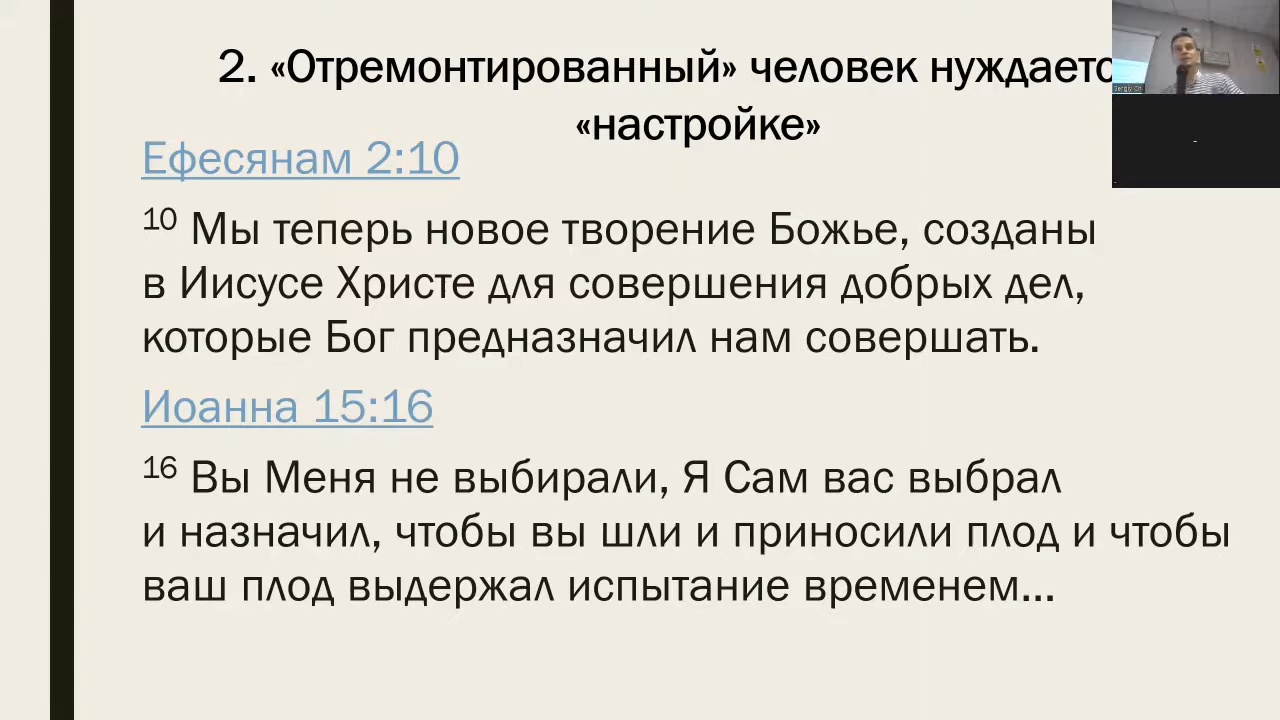 2. «Отремонтированный» человек нуждаетс
«настройке»
Ефесянам 2:10
10 Мы теперь новое творение Божье, созданы
в Иисусе Христе для совершения добрых дел,
которые Бог предназначил нам совершать.
Иоанна 15:16
16 Вы Меня не выбирали, Я Сам вас выбрал
и назначил, чтобы вы шли и приносили плод и чтобы
ваш плод выдержал испытание временем...